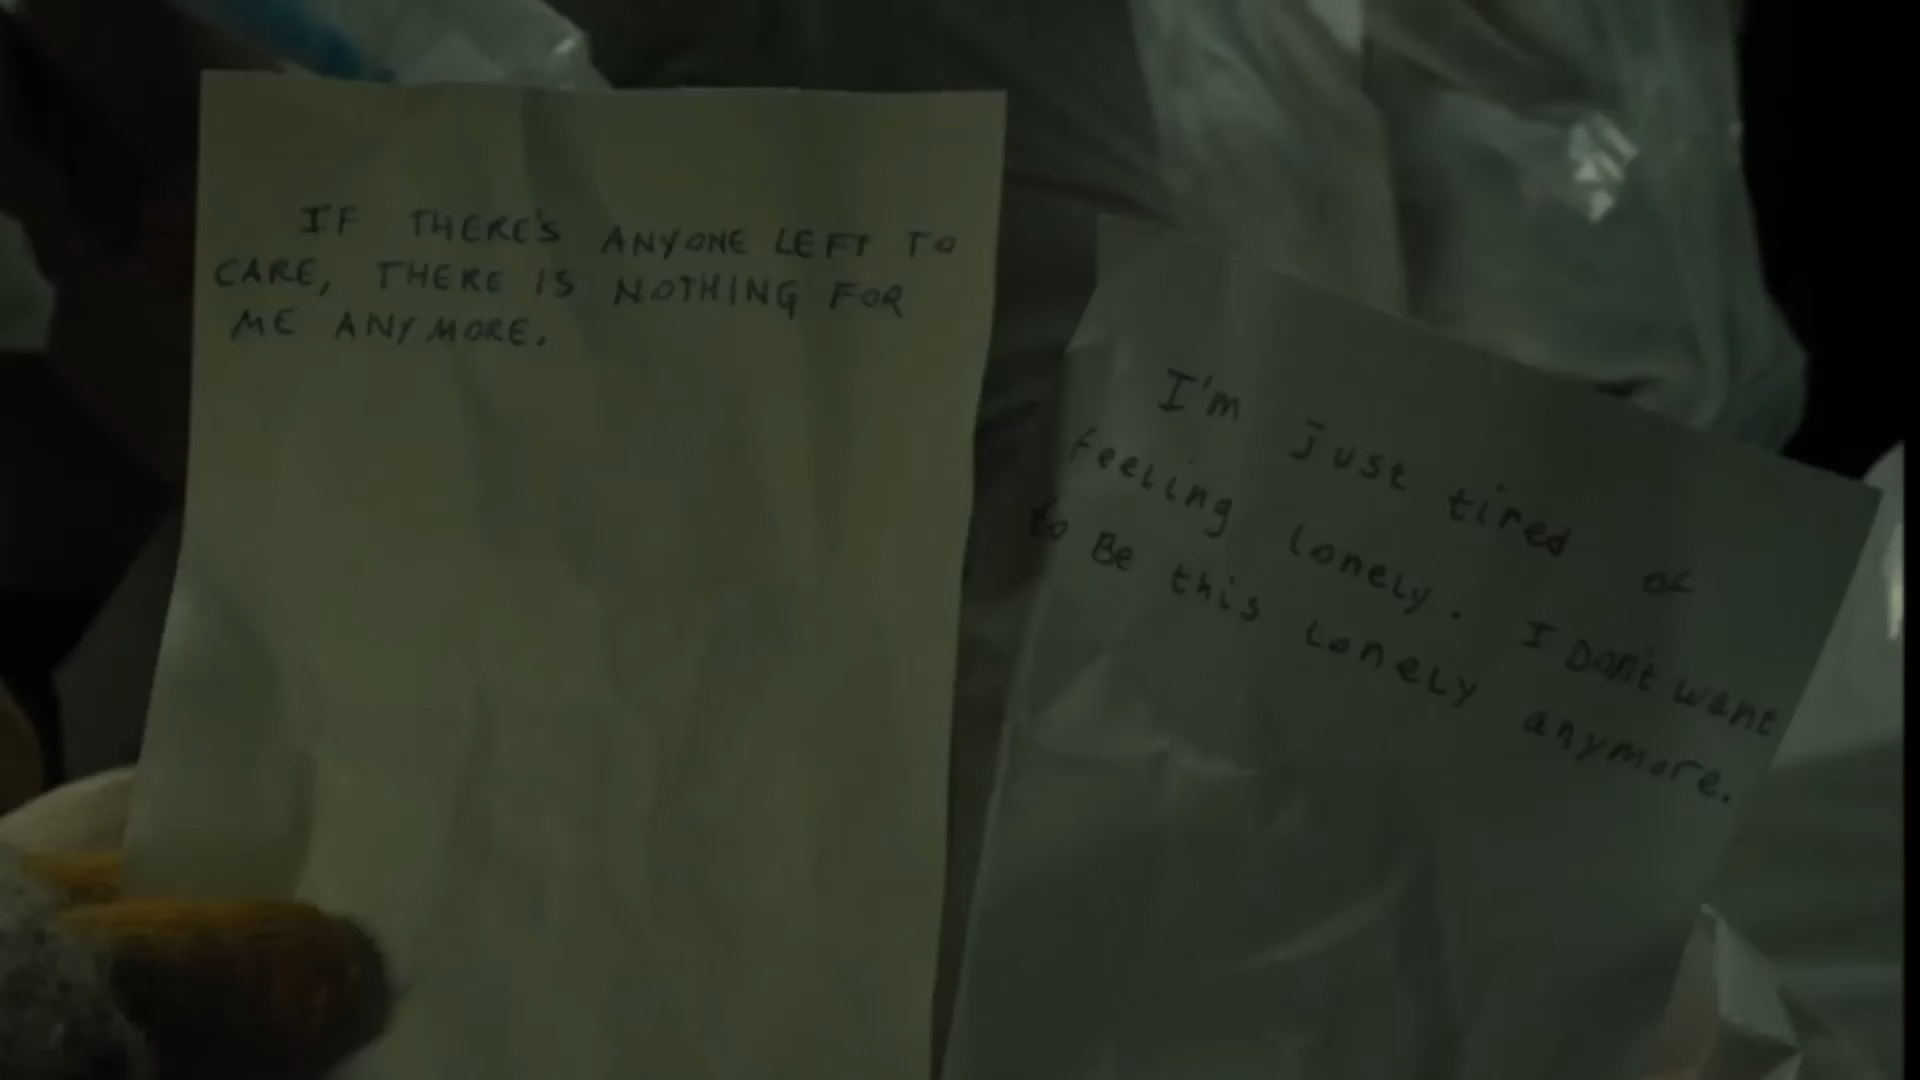 IF THERE'S ANYONE LEFT TO
CARE, THERE IS NOTHING FOR
ME ANYMORE.
I'm just tired of
feeling lonely. I Don't want
to Be this lonely anymore.